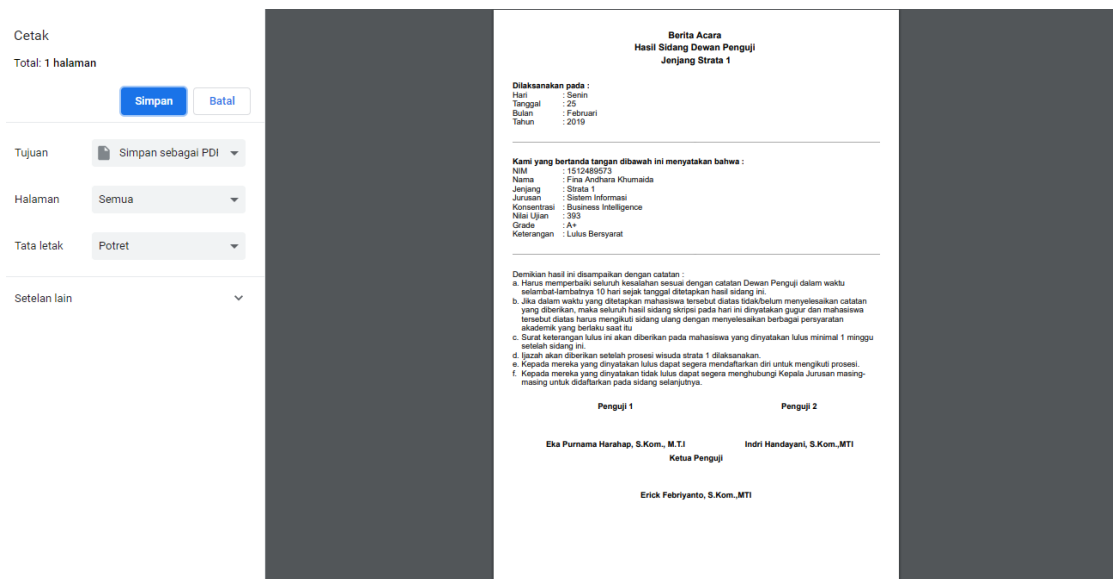 Cetak
Total: 1 halaman
Simpan Batal
Tujuan Simpan sebagai PDF
Halaman Semua
Tata letak Potret
Setelan lain
Berita Acara
Hasil Sidang Dewan Penguji
Jenjang Strata 1
Dilaksanakan pada :
Hari : Senin
Tanggal : 25
Bulan : Februari
Tahun : 2019
Kami yang bertanda tangan dibawah ini menyatakan bahwa :
NIM : 1512489573
Nama : Fina Andhara Khumaida
Jenjang : Strata 1
Jurusan : Sistem Informasi
Konsentrasi : Business Intelligence
Nilai Ujian : 393
Grade : A+
Keterangan : Lulus Bersyarat
Demikian hasil ini disampaikan dengan catatan :
a. Harus memperbaiki seluruh kesalahan sesuai dengan catatan Dewan Penguji dalam waktu
selambat-lambatnya 10 hari sejak tanggal ditetapkan hasil sidang ini.
b. Jika dalam waktu yang ditetapkan mahasiswa tersebut diatas tidak/belum menyelesaikan catatan
yang diberikan, maka seluruh hasil sidang skripsi pada hari ini dinyatakan gugur dan mahasiswa
tersebut diatas harus mengikuti sidang ulang dengan menyelesaikan berbagai persyaratan
akademik yang berlaku saat itu
c. Surat keterangan lulus ini akan diberikan pada mahasiswa yang dinyatakan lulus minimal 1 minggu
setelah sidang ini.
d. Ijazah akan diberikan setelah prosesi wisuda strata 1 dilaksanakan.
e. Kepada mereka yang dinyatakan lulus dapat segera mendaftarkan diri untuk mengikuti prosesi.
f. Kepada mereka yang dinyatakan tidak lulus dapat segera menghubungi Kepala Jurusan masing-
masing untuk didaftarkan pada sidang selanjutnya.
Penguji 1 Penguji 2
Eka Purnama Harahap, S.Kom., M.T.I Indri Handayani, S.Kom.,MTI
Ketua Penguji
Erick Febriyanto, S.Kom.,MTI